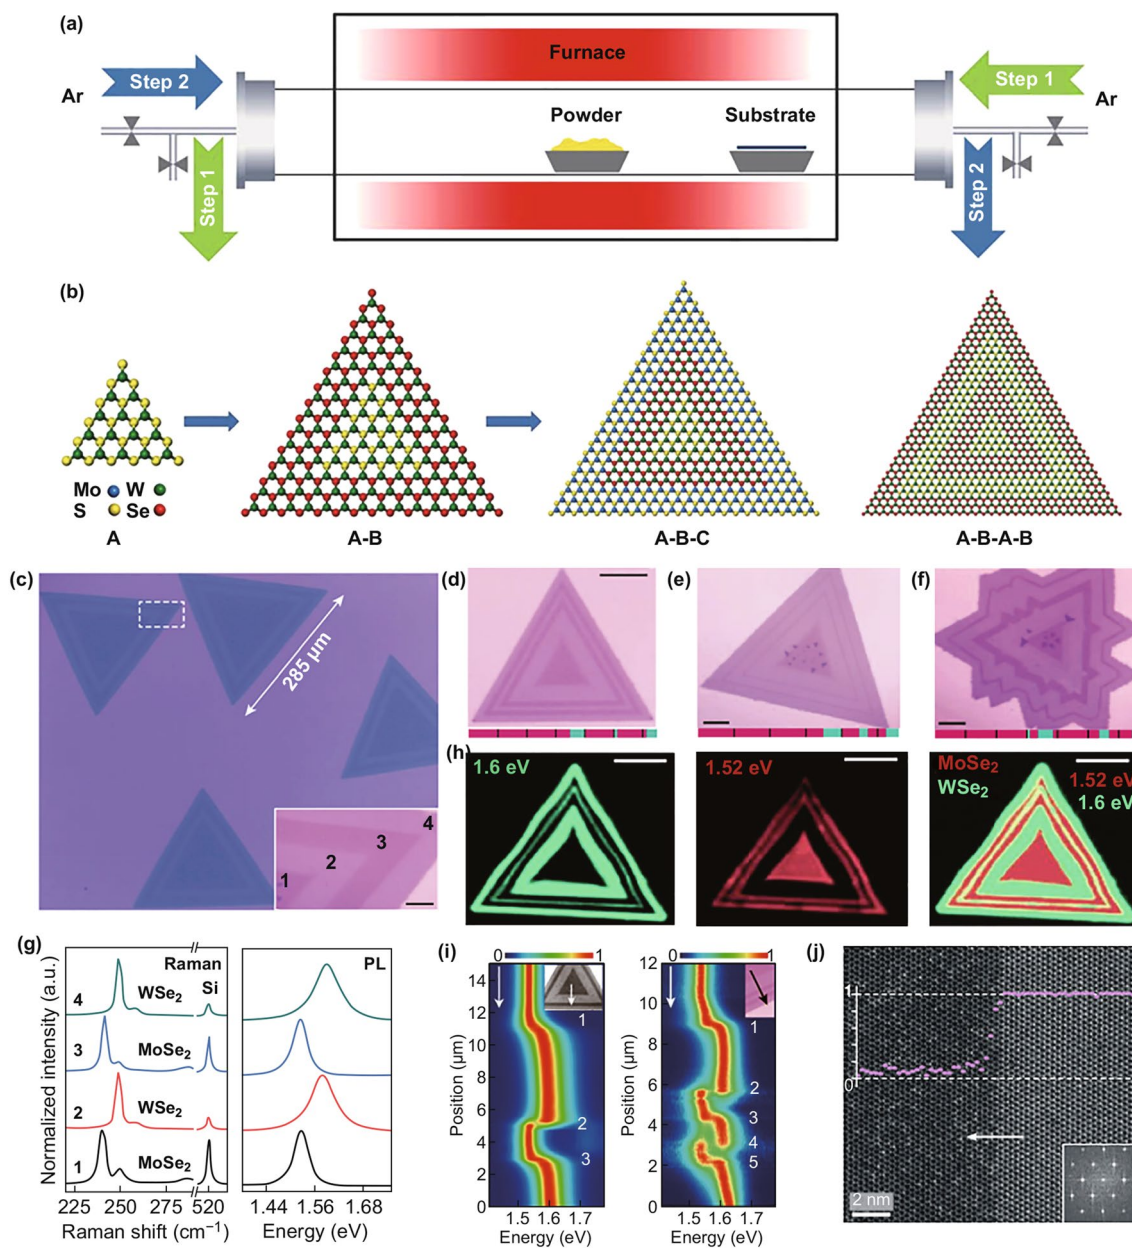 (a)
Furnace
Step 2
Step 1
Ar
Ar
Powder
Substrate
Step 1
Step 2
(b)
Mo W
S Se
A
A-B
A-B-C
A-B-A-B
(c)
285 µm
1
2
3
4
(d)
(e)
(f)
(h)
1.6 eV
1.52 eV
MoSe2
WSe2
1.52 eV
1.6 eV
(g)
Normalized intensity (a.u.)
Raman
Si
4
WSe2
3
MoSe2
2
WSe2
1
MoSe2
225 250 275 520
Raman shift (cm−1)
PL
1.44 1.56 1.68
Energy (eV)
(i)
0 1
Position (µm)
14
12
10
8
6
4
2
0
1
2
3
1.5 1.6 1.7
Energy (eV)
0 1
Position (µm)
12
10
8
6
4
2
0
1
2
3
4
5
1.5 1.6 1.7
Energy (eV)
(j)
1
0
2 nm